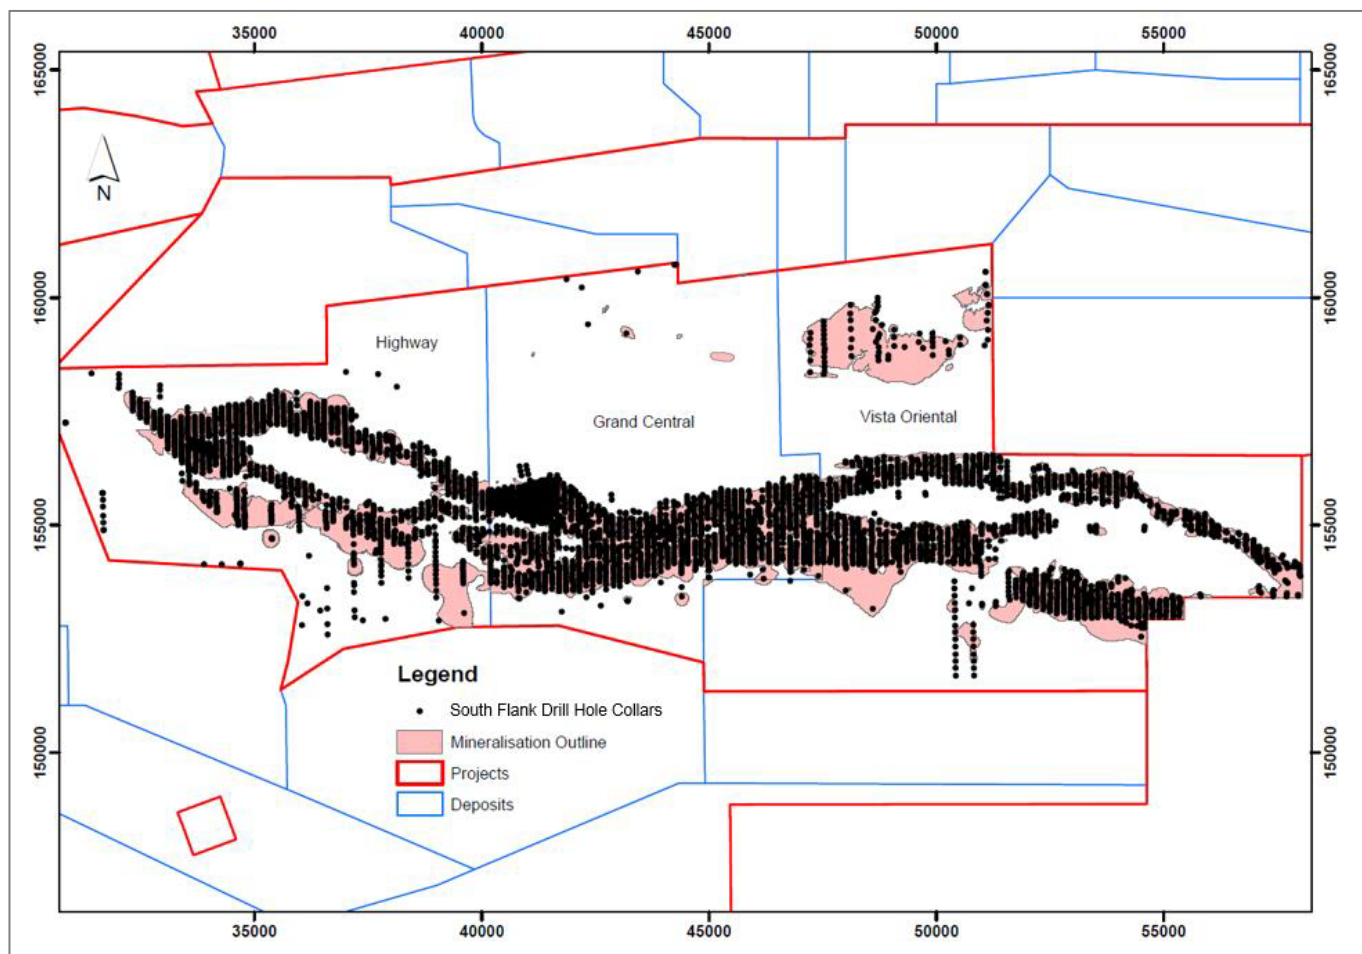 35000 40000 45000 50000 55000
165000 165000
N
160000 160000
Highway
Grand Central
Vista Oriental
155000 155000
Legend
South Flank Drill Hole Collars
Mineralisation Outline
Projects
Deposits
150000 150000
35000 40000 45000 50000 55000